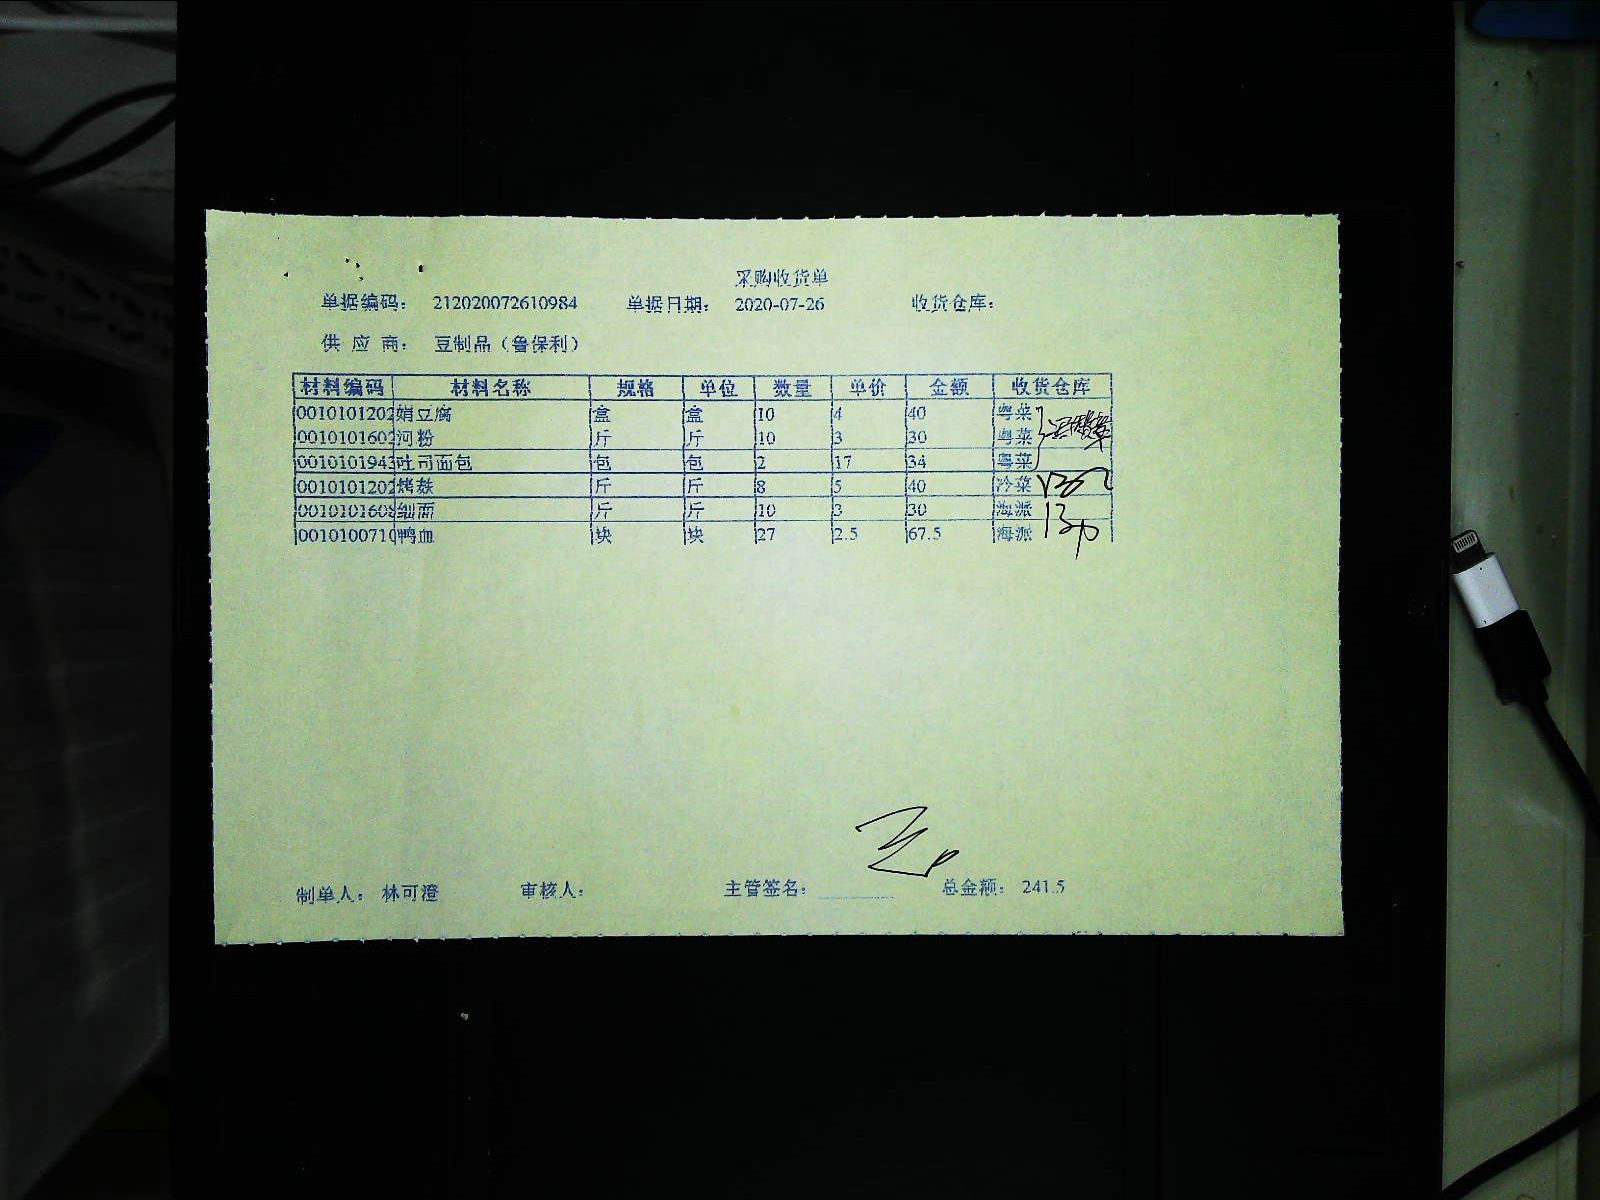 采购收货单
单据编码: 212020072610984 单据日期: 2020-07-26 收货仓库:
供 应 商: 豆制品（鲁保利）
材料编码 材料名称 规格 单位 数量 单价 金额 收货仓库
0010101202 娟豆腐 盒 盒 10 4 40 粤菜
0010101602 河粉 斤 斤 10 3 30 粤菜
0010101943 吐司面包 包 包 2 17 34 粤菜
0010101202 烤麸 斤 斤 8 5 40 冷菜
0010101608 细面 斤 斤 10 3 30 海派
001010071 鸭血 块 块 27 2.5 67.5 海派
制单人: 林可澄 审核人: 主管签名: 总金额: 241.5